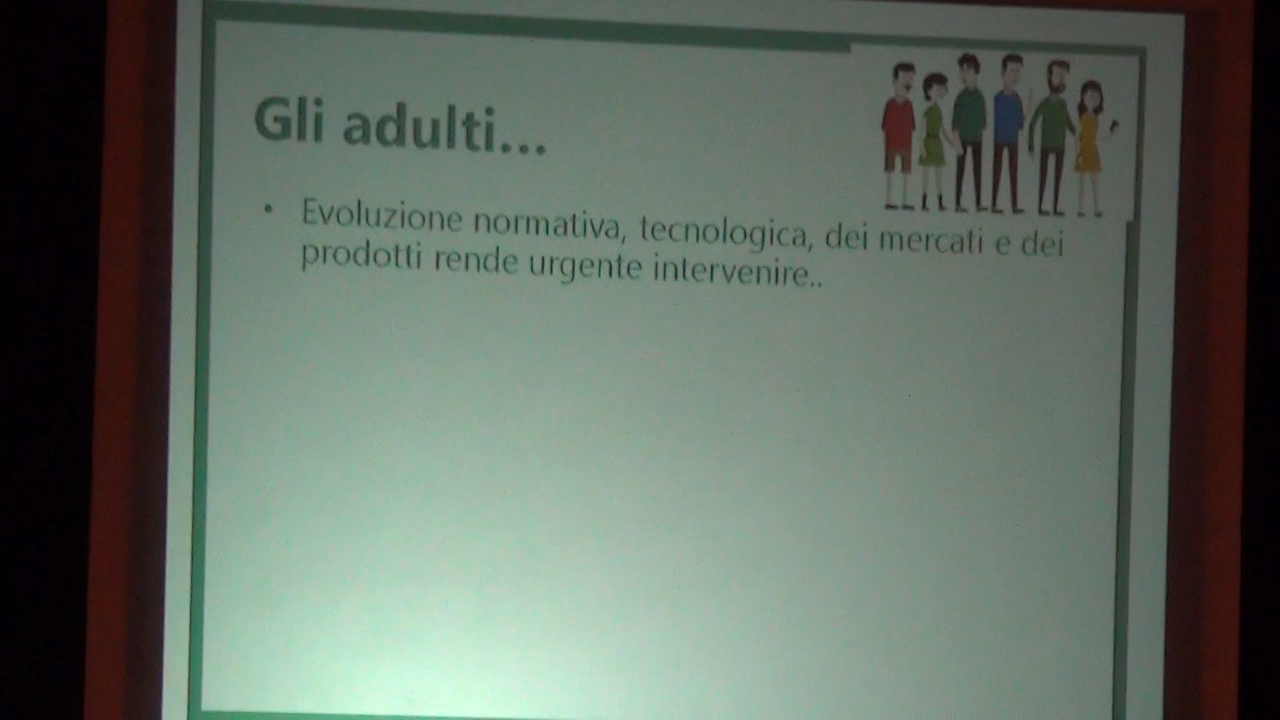 Gli adulti...
• Evoluzione normativa, tecnologica, dei mercati e dei
prodotti rende urgente intervenire..